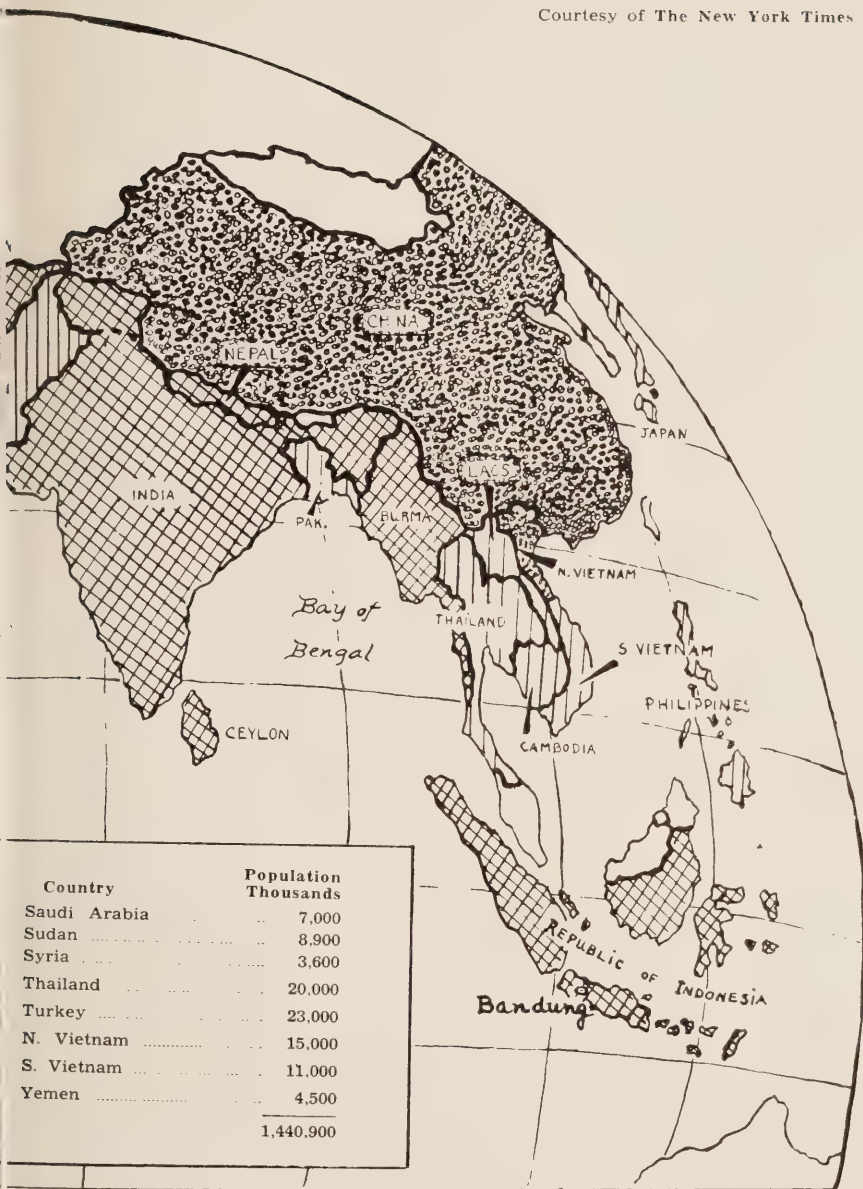 Courtesy of The New York Times
CHINA
NEPAL
JAPAN
LAOS
INDIA
PAK.
BURMA
N. VIETNAM
Bay of
Bengal
THAILAND
S VIETNAM
PHILIPPINES
CEYLON
CAMBODIA
REPUBLIC OF INDONESIA
Bandung
Country Population
Thousands
Saudi Arabia .. 7,000
Sudan .. 8,900
Syria .. 3,600
Thailand .. 20,000
Turkey .. 23,000
N. Vietnam .. 15,000
S. Vietnam .. 11,000
Yemen .. 4,500
1,440,900